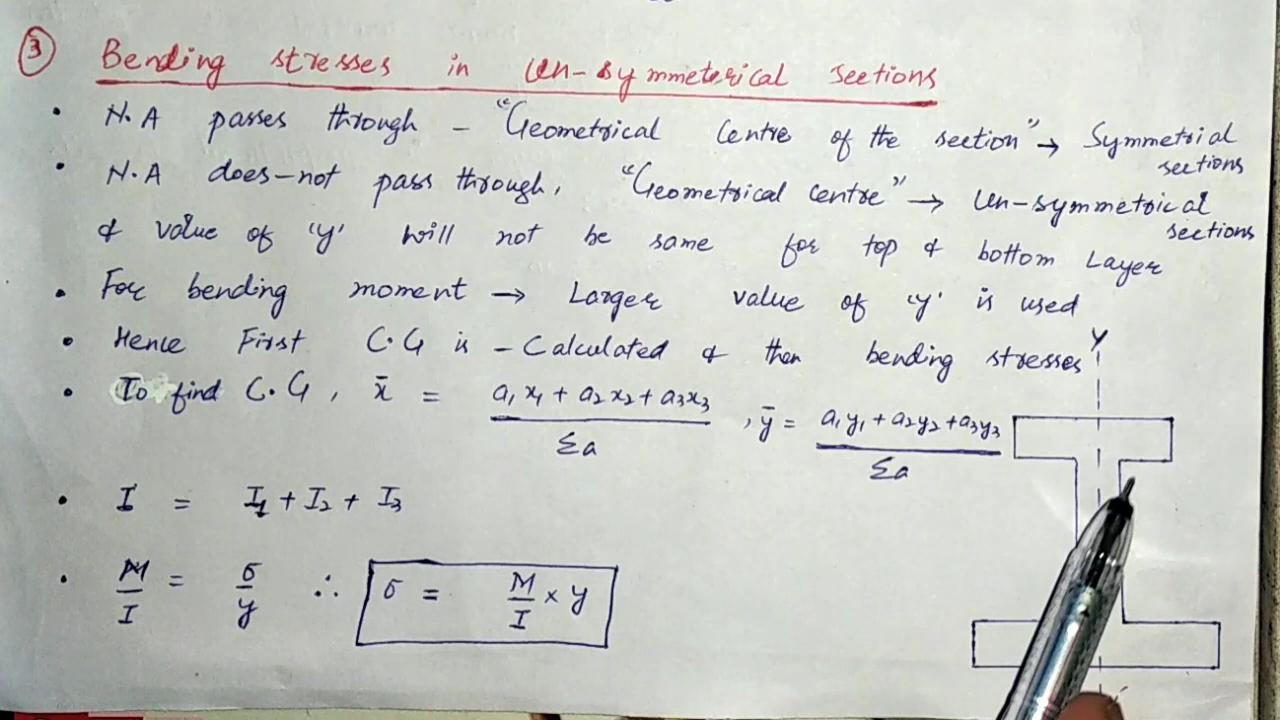 ③ Bending stresses in Un-symmeterical sections
• N.A passes through - "Geometrical Centre of the section" → Symmetrial sections
• N.A does-not pass through, "Geometrical centre" → Un-symmetrical sections
& value of 'y' will not be same for top & bottom Layer
• For bending moment → Larger value of 'y' is used
• Hence First C.G is - Calculated & then bending stresses
• To find C.G, x̄ = (a₁x₁ + a₂x₂ + a₃x₃) / Σa , ȳ = (a₁y₁ + a₂y₂ + a₃y₃) / Σa
• I = I₁ + I₂ + I₃
• M/I = σ/y ∴ σ = M/I × y
Y